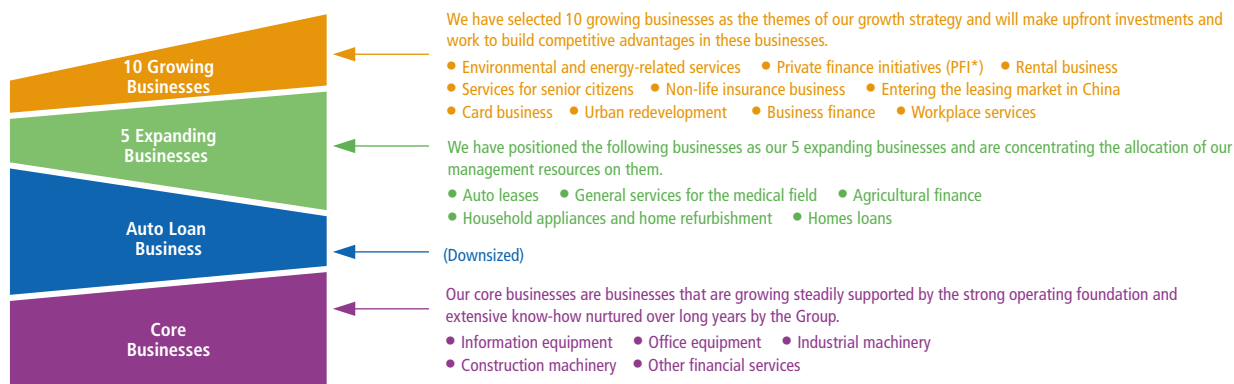 We have selected 10 growing businesses as the themes of our growth strategy and will make upfront investments and
work to build competitive advantages in these businesses.
10 Growing
Businesses
● Environmental and energy-related services ● Private finance initiatives (PFI*) ● Rental business
● Services for senior citizens ● Non-life insurance business ● Entering the leasing market in China
● Card business ● Urban redevelopment ● Business finance ● Workplace services
5 Expanding
Businesses
We have positioned the following businesses as our 5 expanding businesses and are concentrating the allocation of our
management resources on them.
● Auto leases ● General services for the medical field ● Agricultural finance
● Household appliances and home refurbishment ● Homes loans
Auto Loan
Business
(Downsized)
Our core businesses are businesses that are growing steadily supported by the strong operating foundation and
extensive know-how nurtured over long years by the Group.
Core
Businesses
● Information equipment ● Office equipment ● Industrial machinery
● Construction machinery ● Other financial services